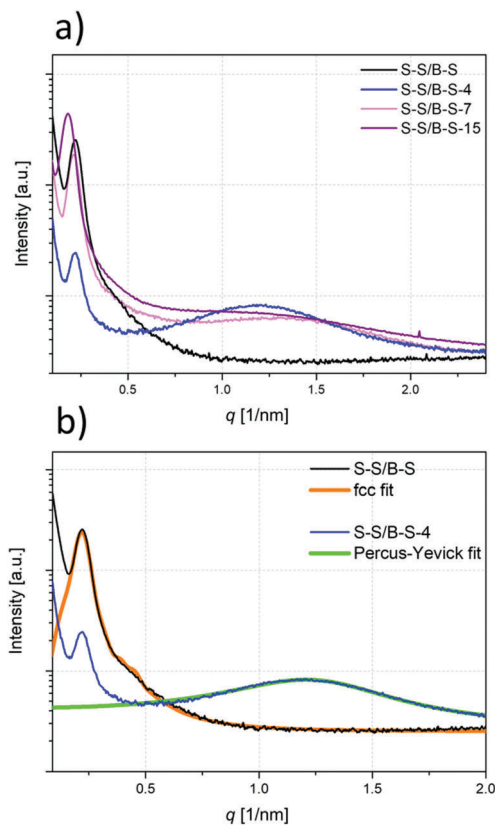 a)
S-S/B-S
S-S/B-S-4
S-S/B-S-7
S-S/B-S-15
Intensity [a.u.]
0.5 1.0 1.5 2.0
q [1/nm]
b)
S-S/B-S
fcc fit
S-S/B-S-4
Percus-Yevick fit
Intensity [a.u.]
0.5 1.0 1.5 2.0
q [1/nm]